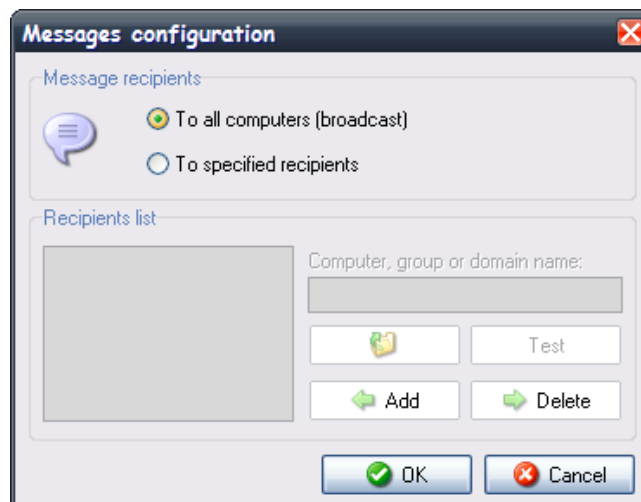 Messages configuration
Message recipients
To all computers (broadcast)
To specified recipients
Recipients list
Computer, group or domain name:
Test
Add
Delete
OK
Cancel